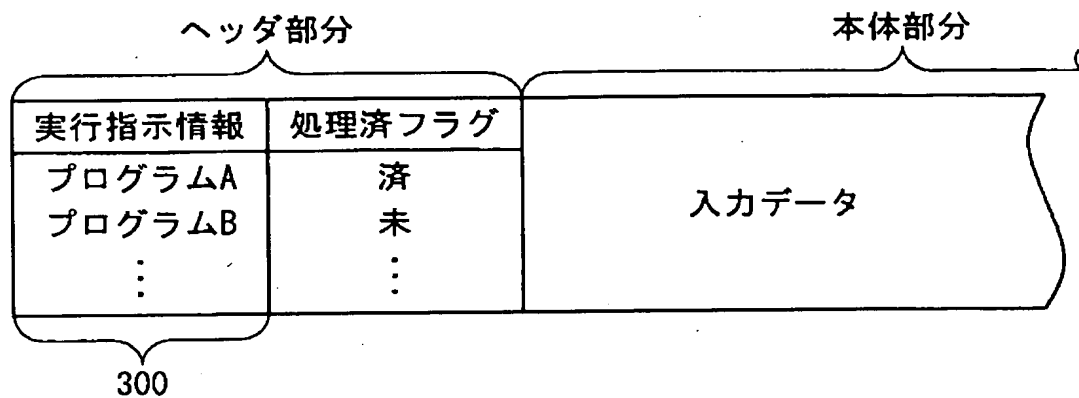 ヘッダ部分 本体部分
実行指示情報 処理済フラグ
プログラムA 済
プログラムB 未
入力データ
⋮ ⋮
300